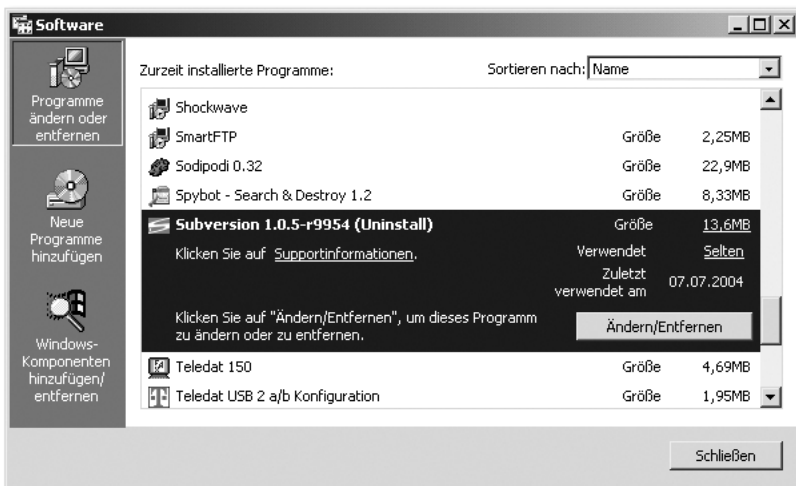 Software
Programme
ändern oder
entfernen
Neue
Programme
hinzufügen
Windows-
Komponenten
hinzufügen/
entfernen
Zurzeit installierte Programme:
Sortieren nach: Name
Shockwave
SmartFTP Größe 2,25MB
Sodipodi 0.32 Größe 22,9MB
Spybot - Search & Destroy 1.2 Größe 8,33MB
Subversion 1.0.5-r9954 (Uninstall) Größe 13,6MB
Klicken Sie auf Supportinformationen. Verwendet Selten
Zuletzt
verwendet am 07.07.2004
Klicken Sie auf "Ändern/Entfernen", um dieses Programm
zu ändern oder zu entfernen.
Ändern/Entfernen
Teledat 150 Größe 4,69MB
Teledat USB 2 a/b Konfiguration Größe 1,95MB
Schließen